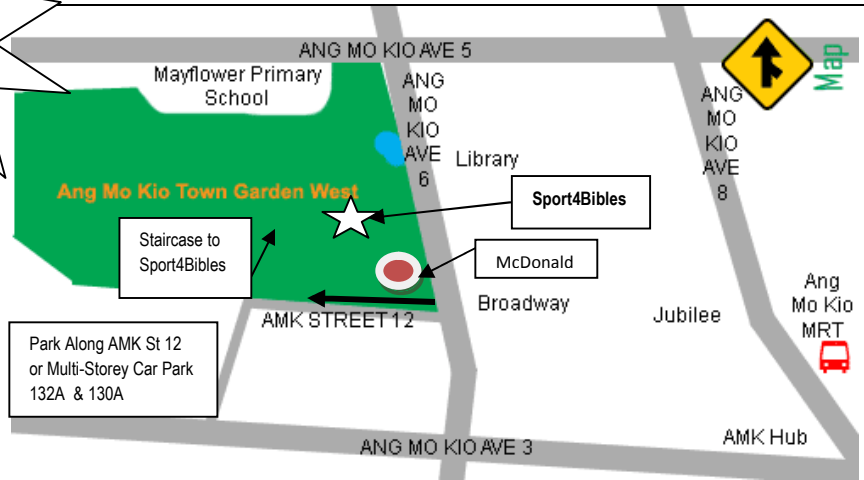 ANG MO KIO AVE 5
Map
Mayflower Primary
School
ANG
MO
KIO
AVE
6
ANG
MO
KIO
AVE
8
Library
Ang Mo Kio Town Garden West
Sport4Bibles
Staircase to
Sport4Bibles
McDonald
Broadway
Jubilee
Ang
Mo Kio
MRT
AMK STREET 12
Park Along AMK St 12
or Multi-Storey Car Park
132A & 130A
ANG MO KIO AVE 3
AMK Hub